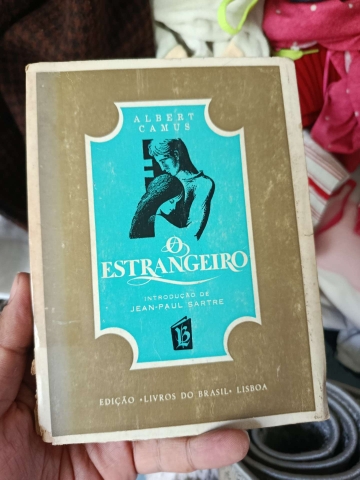 ALBERT
CAMUS
O
ESTRANGEIRO
INTRODUÇÃO DE
JEAN-PAUL SARTRE
EDIÇÃO •LIVROS DO BRASIL• LISBOA